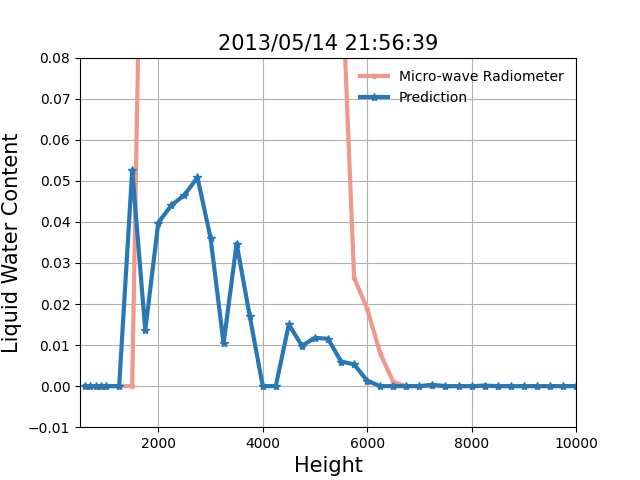 2013/05/14 21:56:39
Micro-wave Radiometer
Prediction
Liquid Water Content
0.08
0.07
0.06
0.05
0.04
0.03
0.02
0.01
0.00
−0.01
2000 4000 6000 8000 10000
Height